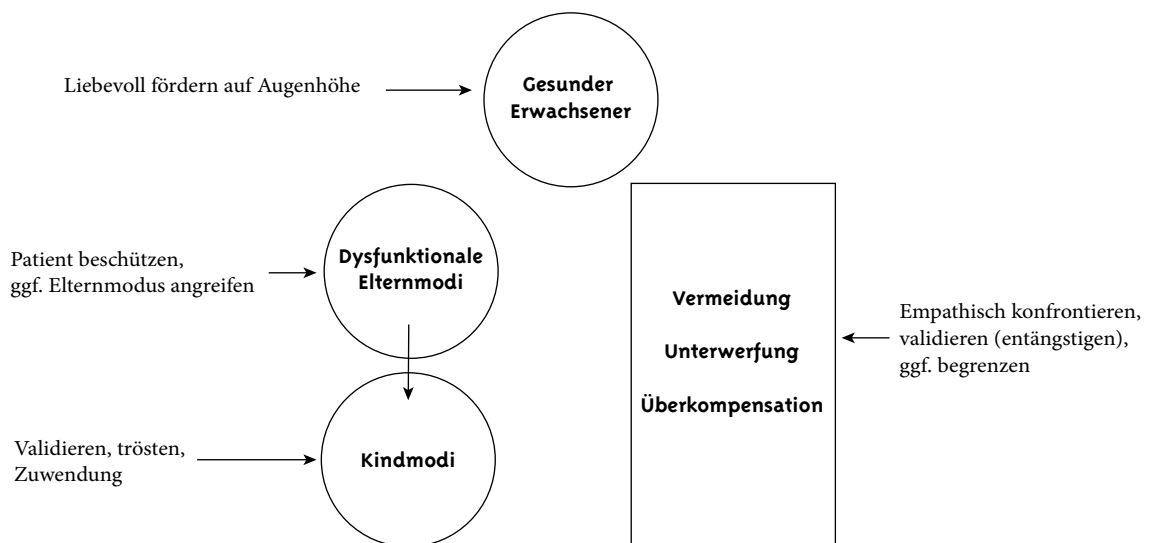 Liebevoll fördern auf Augenhöhe
Gesunder
Erwachsener
Patient beschützen,
ggf. Elternmodus angreifen
Dysfunktionale
Elternmodi
Vermeidung
Unterwerfung
Überkompensation
Empathisch konfrontieren,
validieren (entängstigen),
ggf. begrenzen
Validieren, trösten,
Zuwendung
Kindmodi